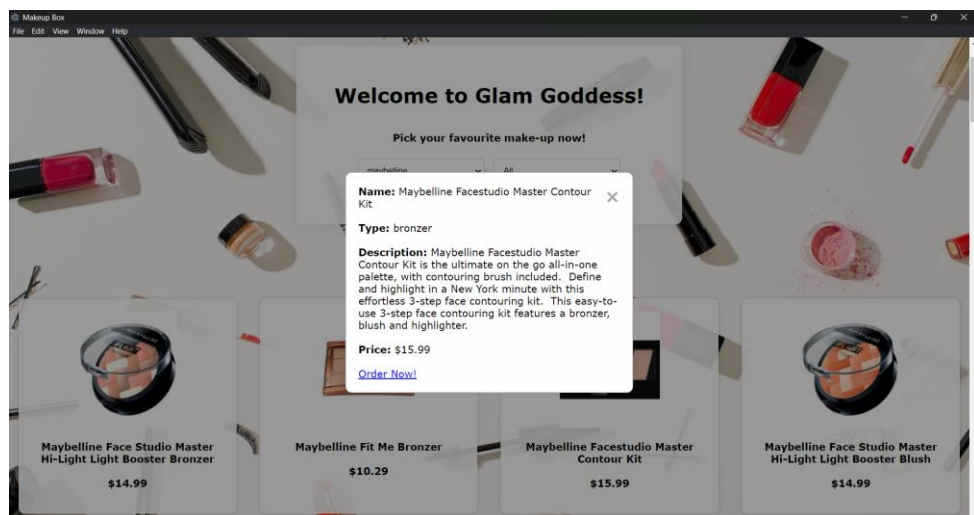 Makeup Box
File Edit View Window Help
Welcome to Glam Goddess!
Pick your favourite make-up now!
maybelline
All
Name: Maybelline Facestudio Master Contour
Kit
Type: bronzer
Description: Maybelline Facestudio Master
Contour Kit is the ultimate on the go all-in-one
palette, with contouring brush included. Define
and highlight in a New York minute with this
effortless 3-step face contouring kit. This easy-to-
use 3-step face contouring kit features a bronzer,
blush and highlighter.
Price: $15.99
Order Now!
Maybelline Face Studio Master
Hi-Light Light Booster Bronzer
$14.99
Maybelline Fit Me Bronzer
$10.29
Maybelline Facestudio Master
Contour Kit
$15.99
Maybelline Face Studio Master
Hi-Light Light Booster Blush
$14.99